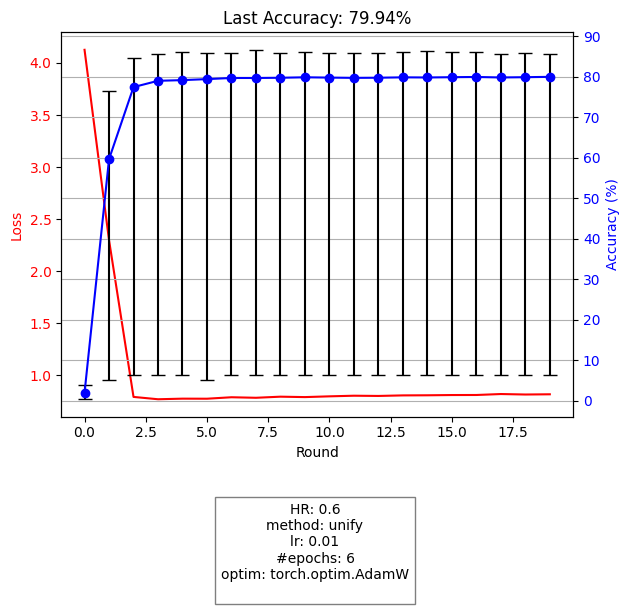 Last Accuracy: 79.94%
4.0
3.5
3.0
2.5
2.0
1.5
1.0
Loss
90
80
70
60
50
40
30
20
10
0
Accuracy (%)
0.0 2.5 5.0 7.5 10.0 12.5 15.0 17.5
Round
HR: 0.6
method: unify
lr: 0.01
#epochs: 6
optim: torch.optim.AdamW